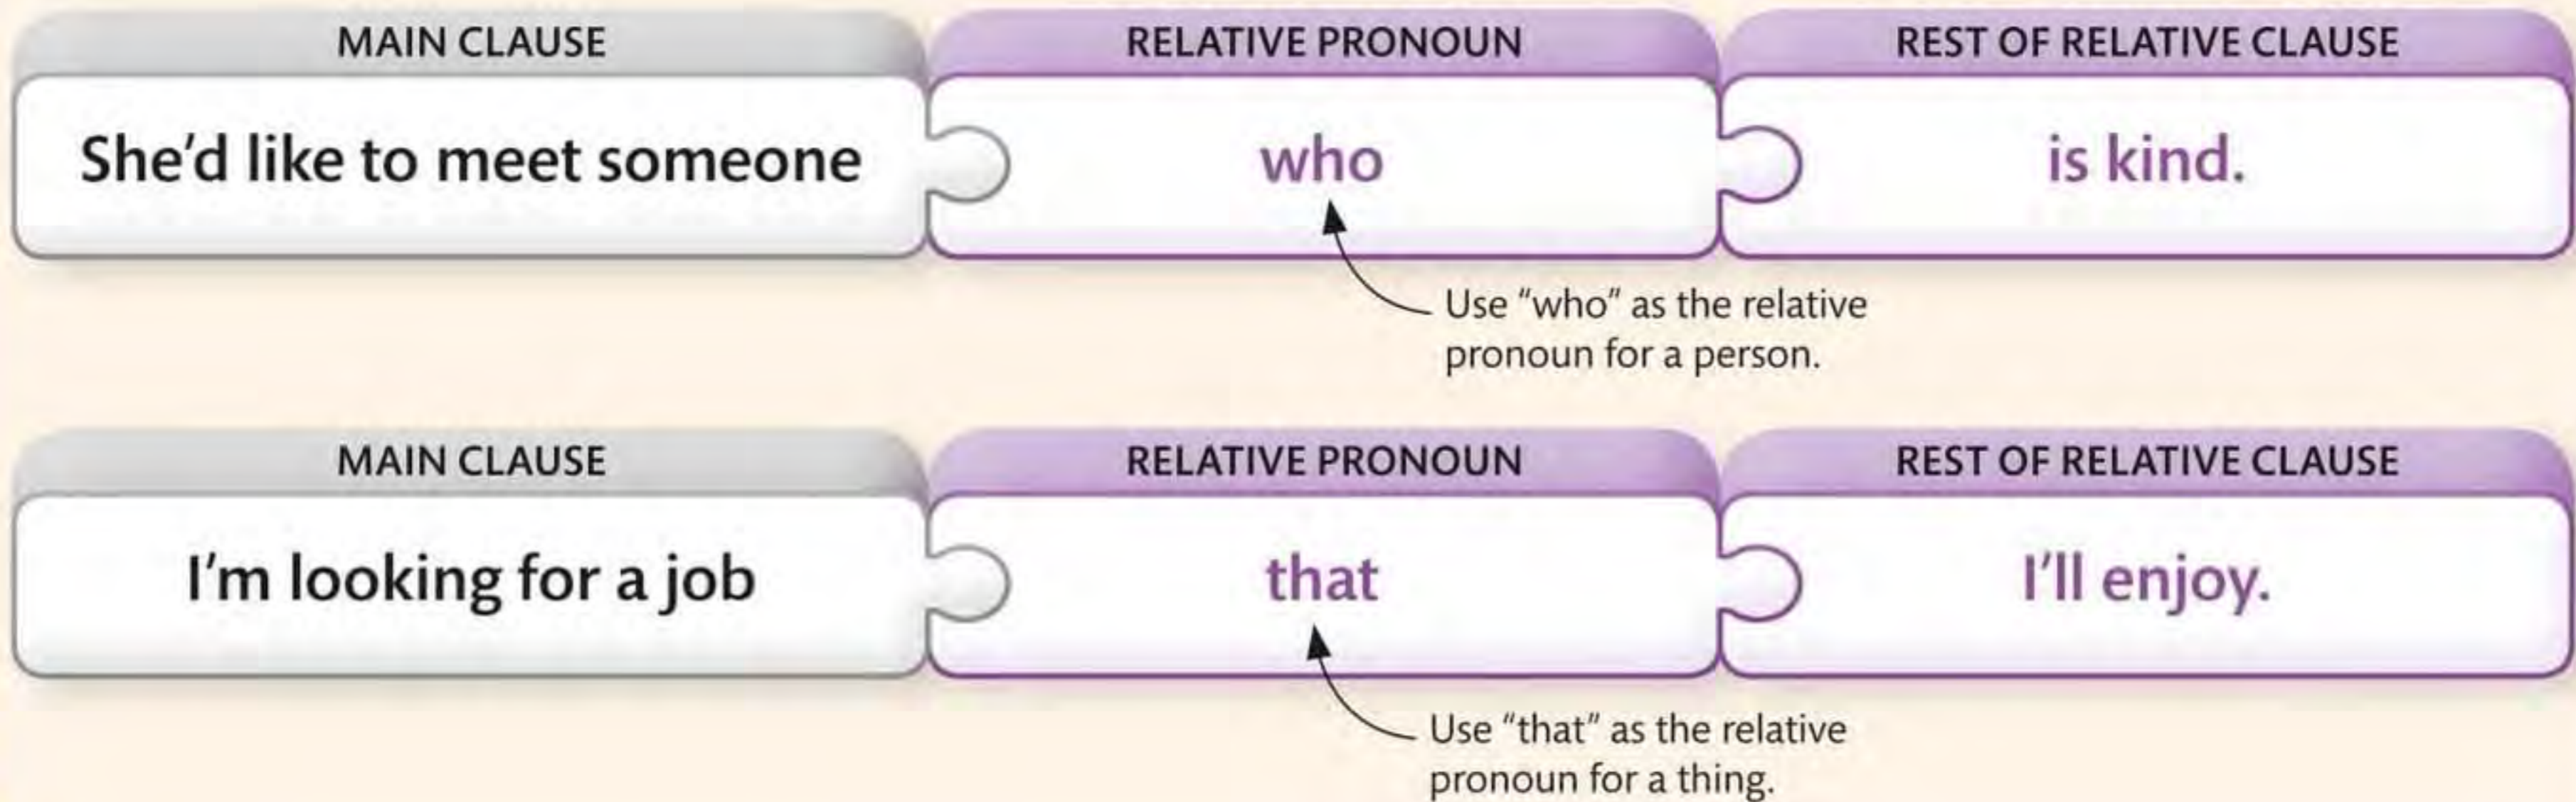 MAIN CLAUSE RELATIVE PRONOUN REST OF RELATIVE CLAUSE
She’d like to meet someone who is kind.
Use “who” as the relative
pronoun for a person.
MAIN CLAUSE RELATIVE PRONOUN REST OF RELATIVE CLAUSE
I’m looking for a job that I’ll enjoy.
Use “that” as the relative
pronoun for a thing.